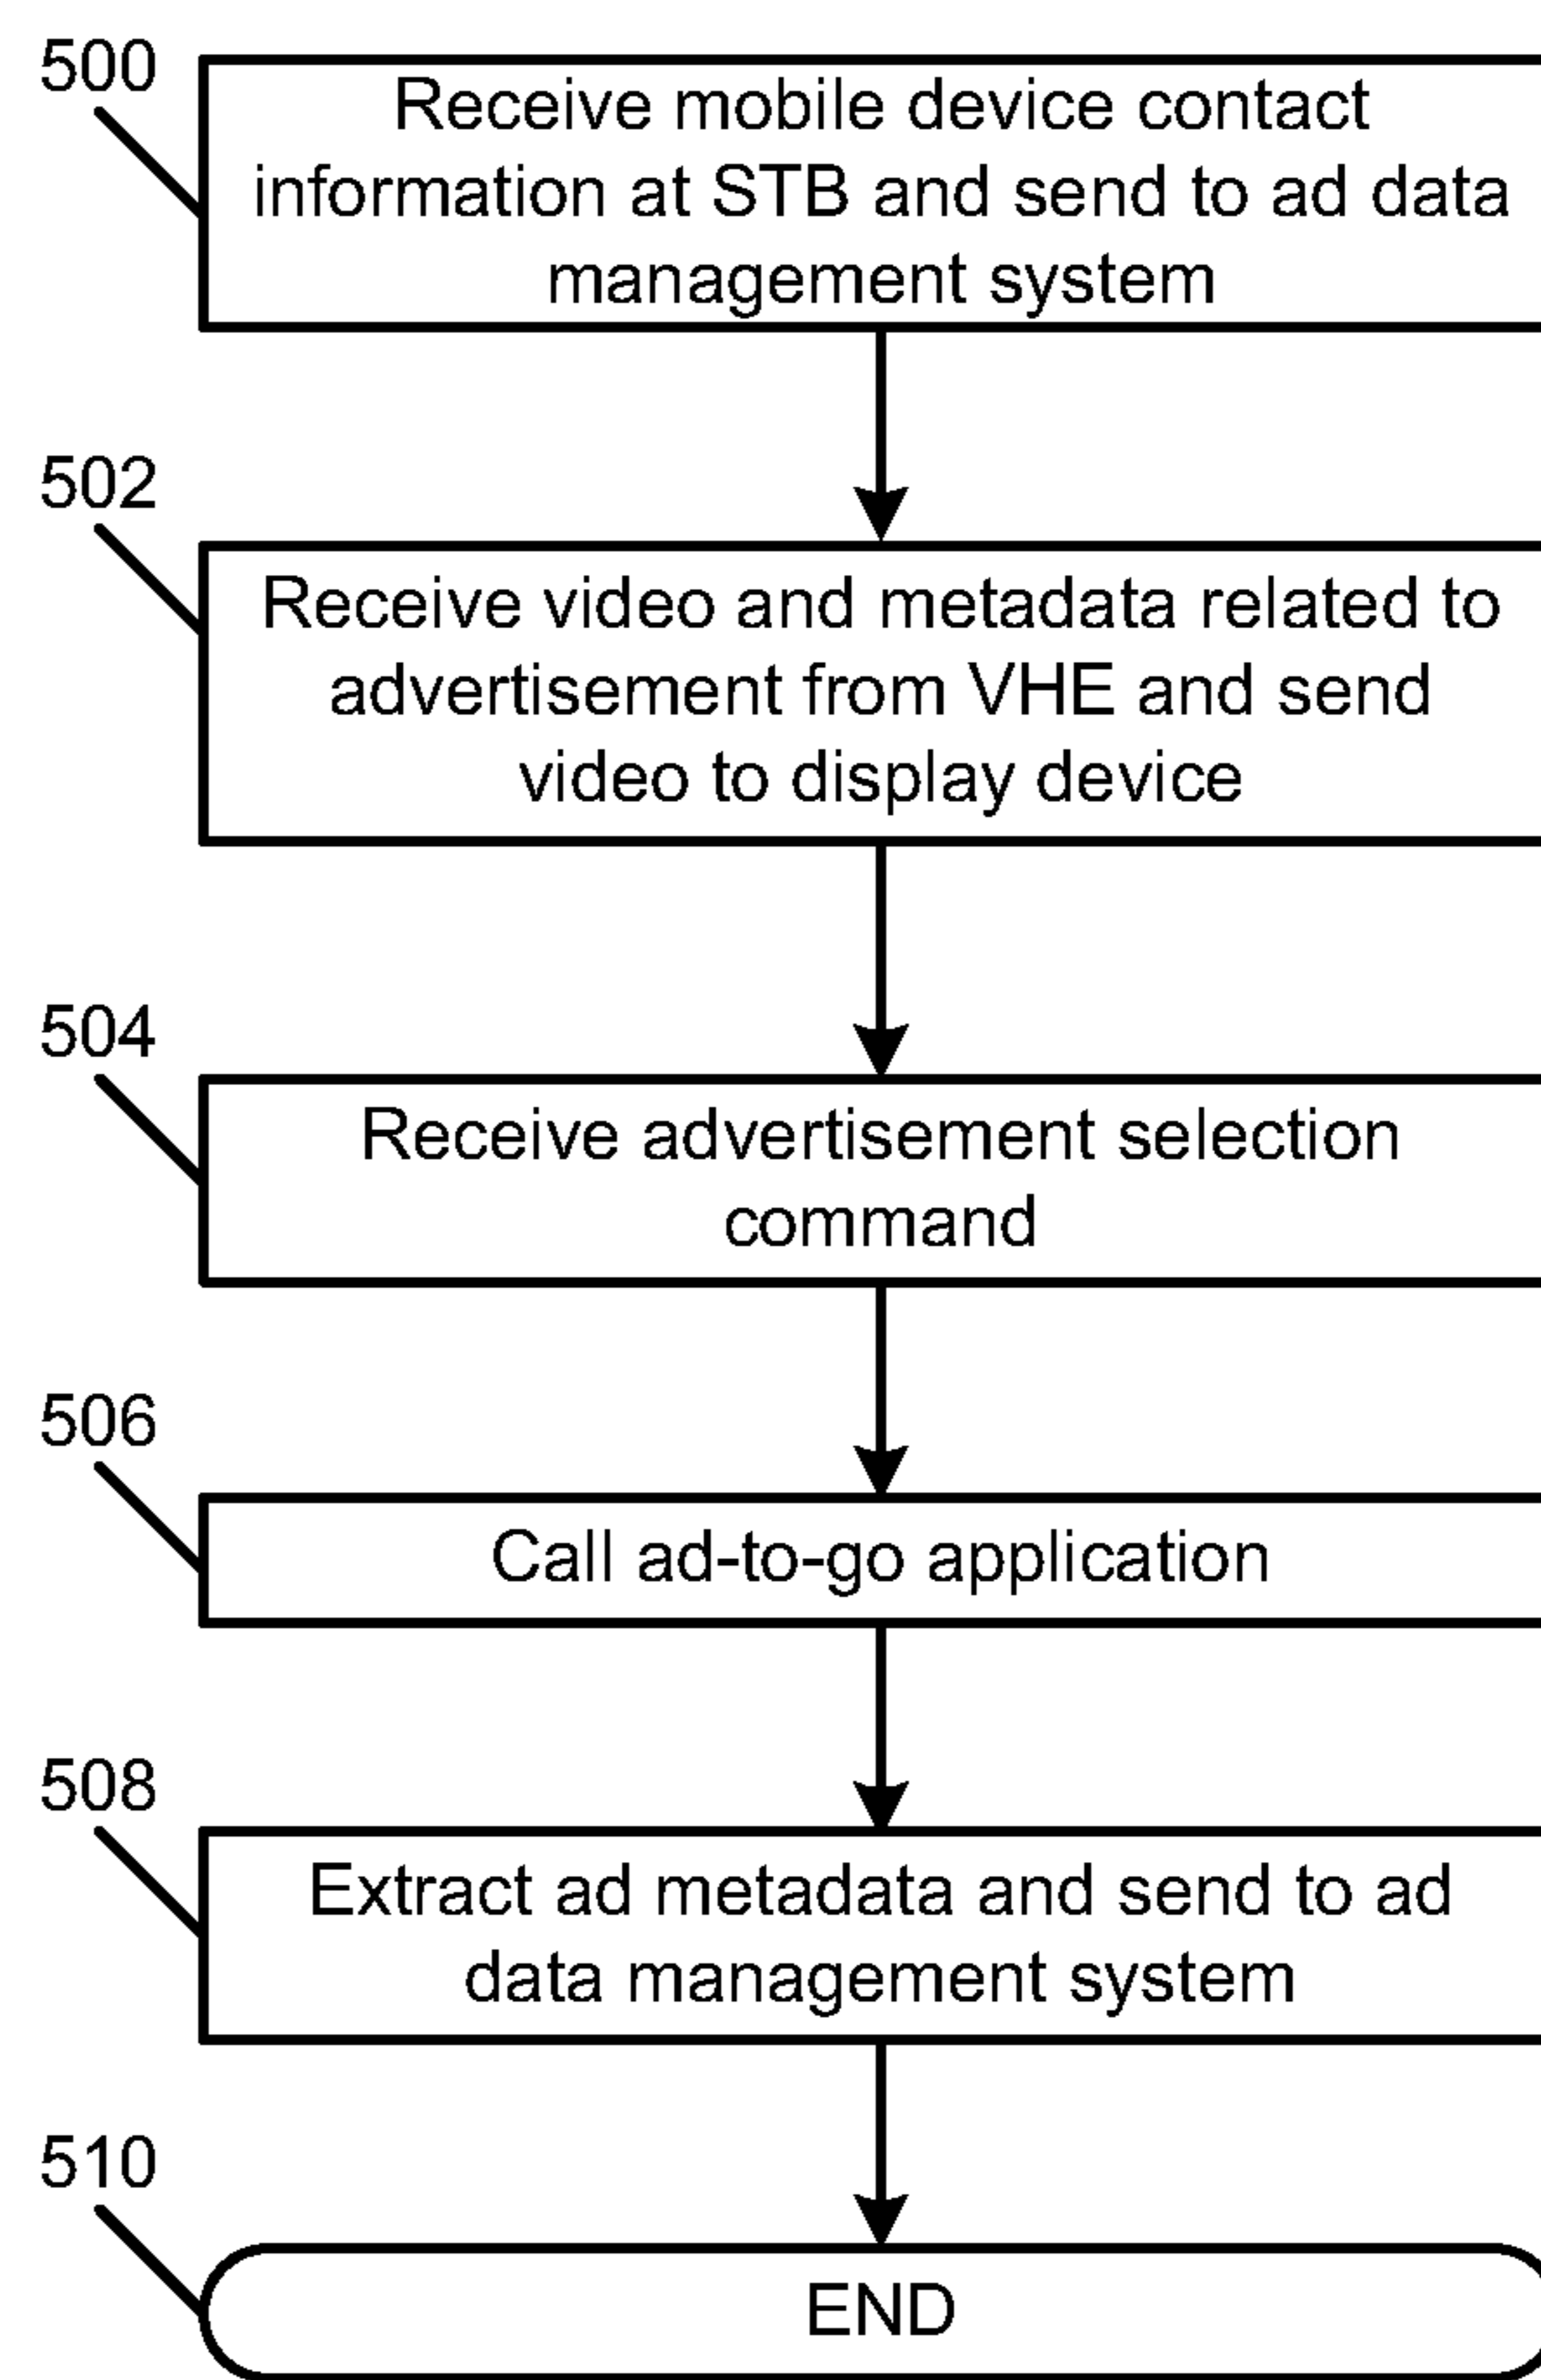 500
Receive mobile device contact
information at STB and send to ad data
management system
502
Receive video and metadata related to
advertisement from VHE and send
video to display device
504
Receive advertisement selection
command
506
Call ad-to-go application
508
Extract ad metadata and send to ad
data management system
510
END